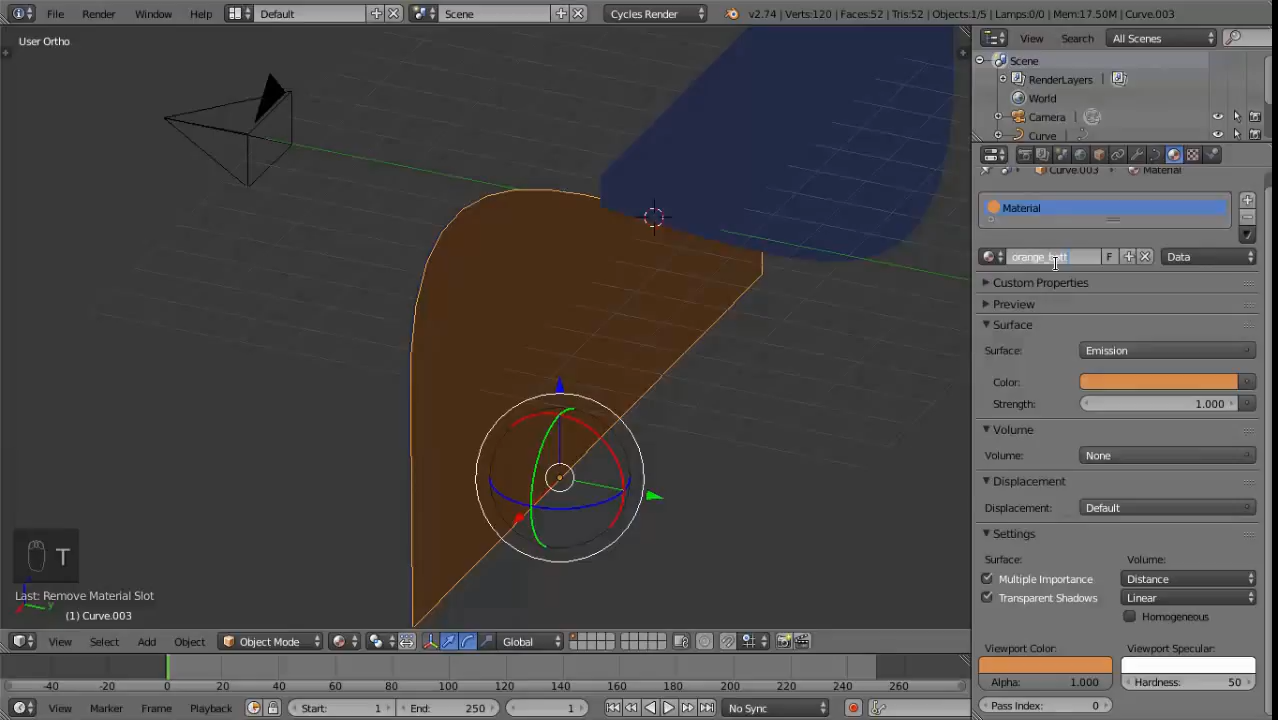 File Render Window Help Default Scene Cycles Render v2.74 | Verts:120 | Faces:52 | Tris:52 | Objects:1/5 | Lamps:0/0 | Mem:17.50M | Curve.003
User Ortho
View Search All Scenes
Scene
RenderLayers
World
Camera
Curve
Curve.003 Material
Material
orange_bott F Data
Custom Properties
Preview
Surface
Surface: Emission
Color:
Strength: 1.000
Volume
Volume: None
Displacement
Displacement: Default
Settings
Surface: Volume:
Multiple Importance Distance
Transparent Shadows Linear
Homogeneous
Viewport Color: Viewport Specular:
Alpha: 1.000 Hardness: 50
Pass Index: 0
T
Last: Remove Material Slot
y
(1) Curve.003
View Select Add Object Object Mode Global
-40 -20 0 20 40 60 80 100 120 140 160 180 200 220 240 260
View Marker Frame Playback Start: 1 End: 250 1 No Sync